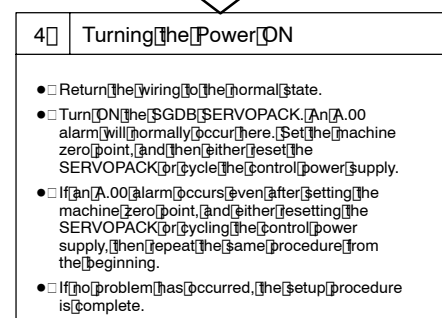 4 Turning the Power ON
● Return the wiring to the normal state.
● Turn ON the SGDB SERVOPACK. An A.00
alarm will normally occur here. Set the machine
zero point, and then either reset the
SERVOPACK or cycle the control power supply.
● If an A.00 alarm occurs even after setting the
machine zero point, and either resetting the
SERVOPACK or cycling the control power
supply, then repeat the same procedure from
the beginning.
● If no problem has occurred, the setup procedure
is complete.